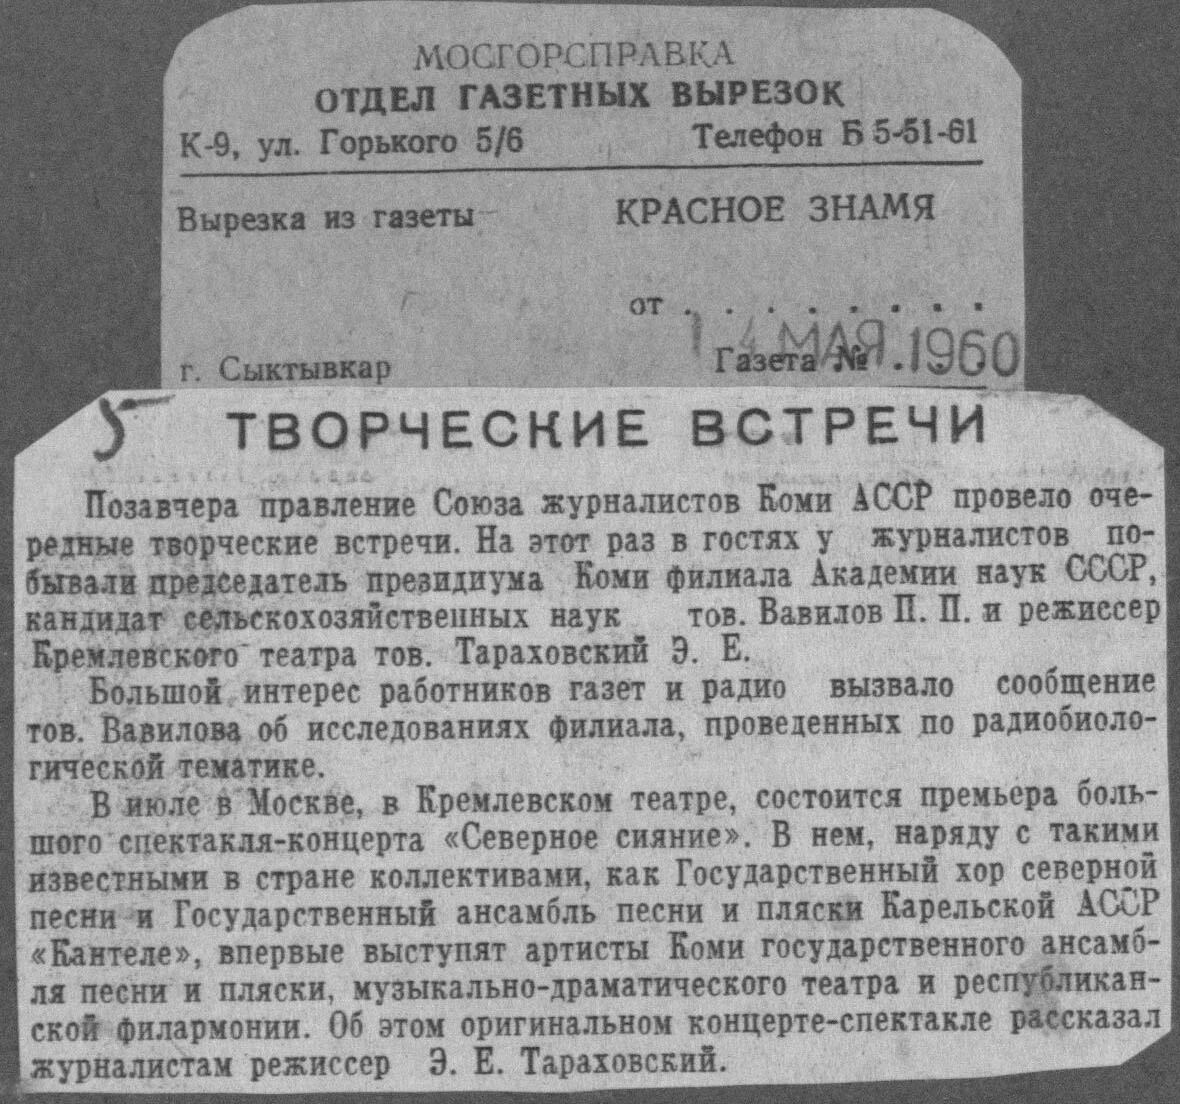 МОСГОРСПРАВКА
ОТДЕЛ ГАЗЕТНЫХ ВЫРЕЗОК
К-9, ул. Горького 5/6 Телефон Б 5-51-61
Вырезка из газеты КРАСНОЕ ЗНАМЯ
от . . . . . . . .
14 МАЯ 1960
г. Сыктывкар Газета № . .
5
ТВОРЧЕСКИЕ ВСТРЕЧИ
Позавчера правление Союза журналистов Коми АССР провело оче-
редные творческие встречи. На этот раз в гостях у журналистов по-
бывали председатель президиума Коми филиала Академии наук СССР,
кандидат сельскохозяйственных наук тов. Вавилов П. П. и режиссер
Кремлевского театра тов. Тараховский Э. Е.
Большой интерес работников газет и радио вызвало сообщение
тов. Вавилова об исследованиях филиала, проведенных по радиобиоло-
гической тематике.
В июле в Москве, в Кремлевском театре, состоится премьера боль-
шого спектакля-концерта «Северное сияние». В нем, наряду с такими
известными в стране коллективами, как Государственный хор северной
песни и Государственный ансамбль песни и пляски Карельской АССР
«Кантеле», впервые выступят артисты Коми государственного ансамб-
ля песни и пляски, музыкально-драматического театра и республикан-
ской филармонии. Об этом оригинальном концерте-спектакле рассказал
журналистам режиссер Э. Е. Тараховский.